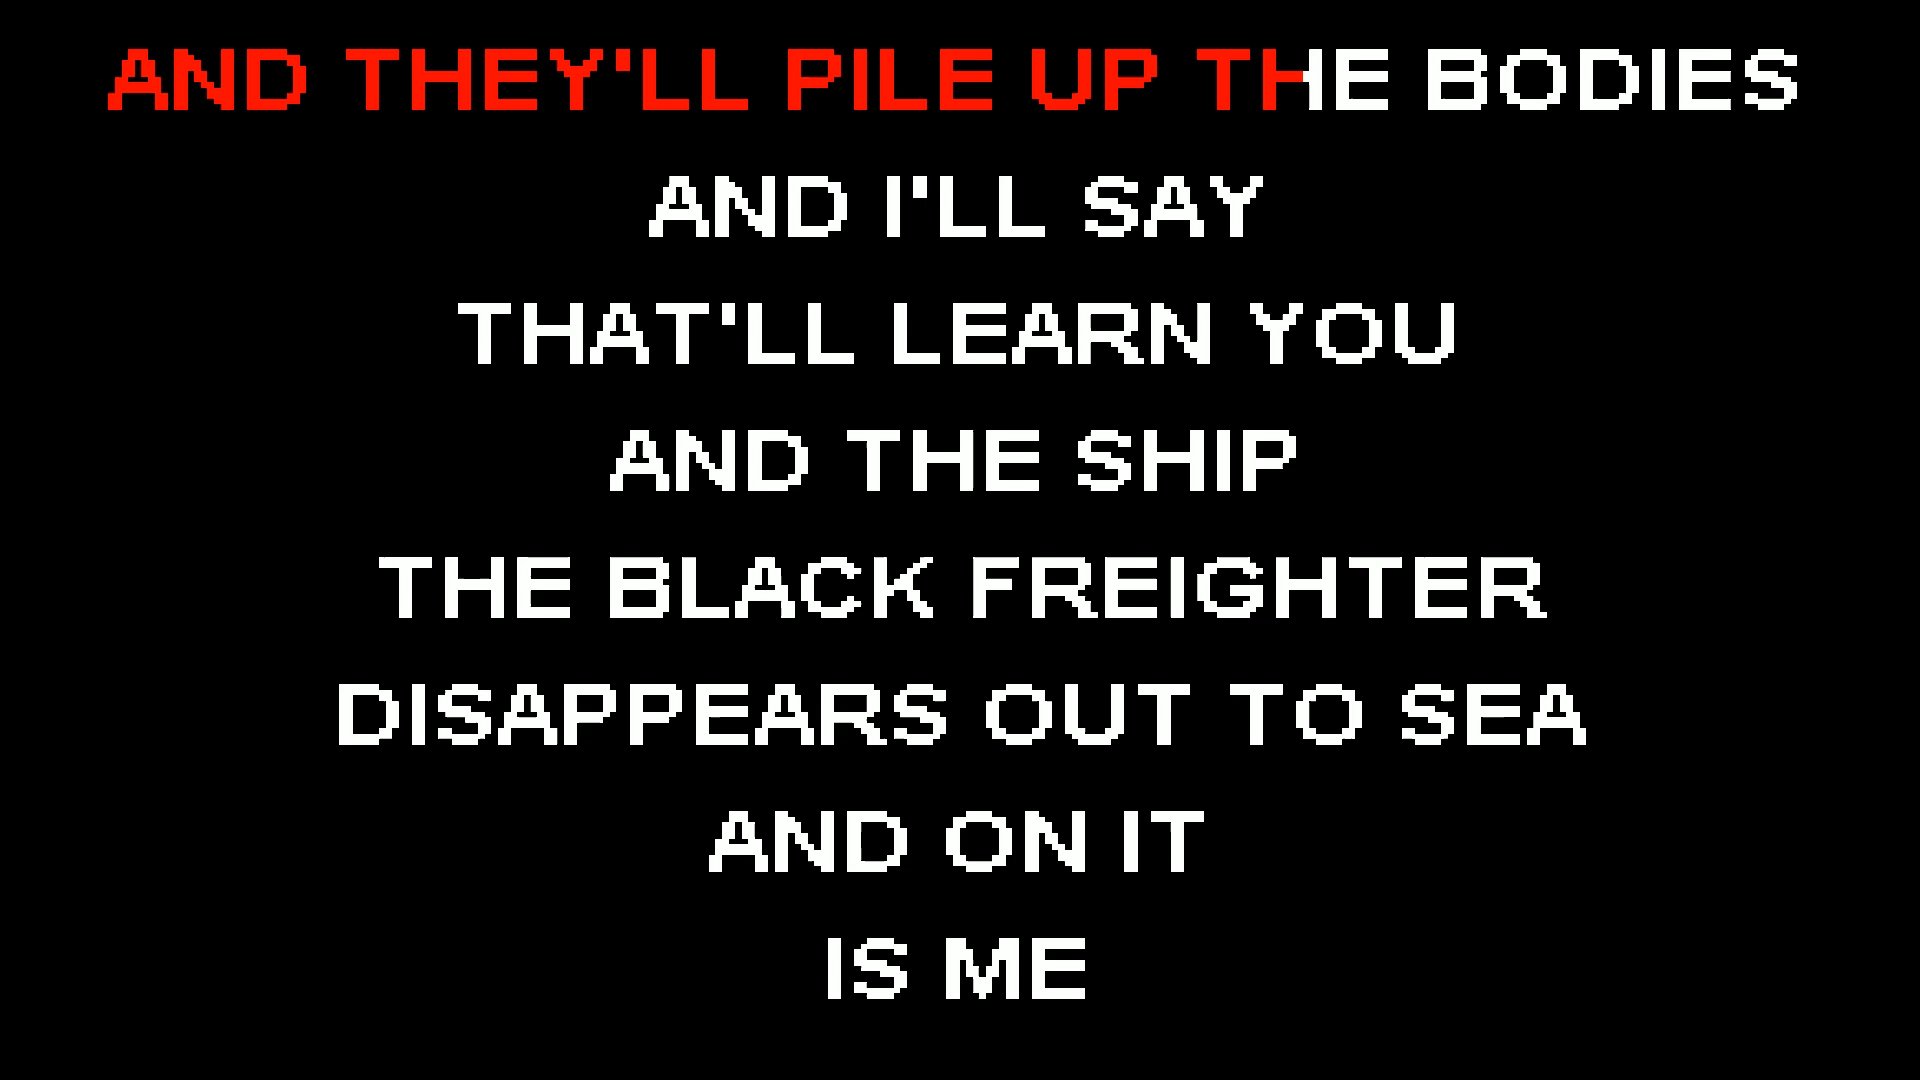 AND THEY'LL PILE UP THE BODIES
AND I'LL SAY
THAT'LL LEARN YOU
AND THE SHIP
THE BLACK FREIGHTER
DISAPPEARS OUT TO SEA
AND ON IT
IS ME